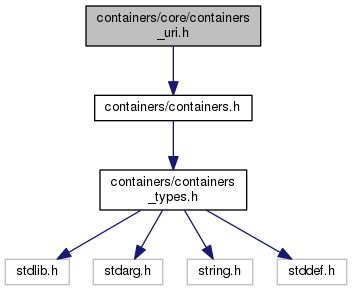 containers/core/containers
_uri.h
containers/containers.h
containers/containers
_types.h
stdlib.h
stdarg.h
string.h
stddef.h